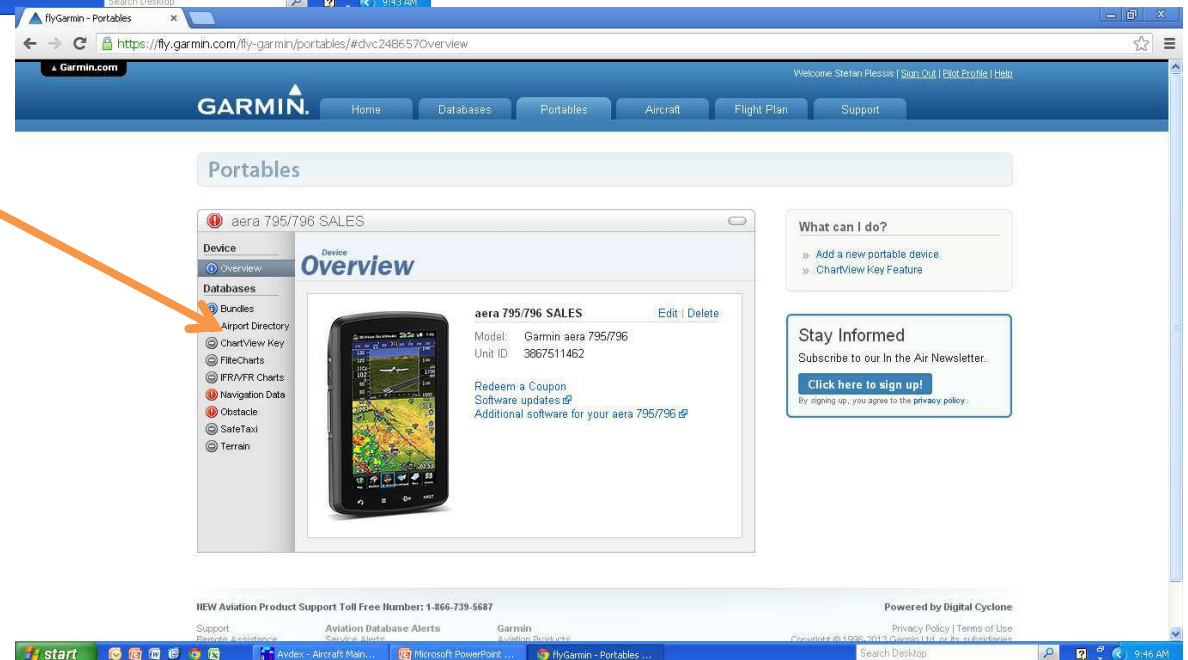 Search Desktop
9:43 AM
flyGarmin - Portables
https://fly.garmin.com/fly-garmin/portables/#dvc248657Overview
Garmin.com
Welcome Stefan Plessis | Sign Out | Pilot Profile | Help
GARMIN.
Home
Databases
Portables
Aircraft
Flight Plan
Support
Portables
aera 795/796 SALES
Device
Overview
Databases
Bundles
Airport Directory
ChartView Key
FliteCharts
IFR/VFR Charts
Navigation Data
Obstacle
SafeTaxi
Terrain
Device
Overview
aera 795/796 SALES
Edit | Delete
Model: Garmin aera 795/796
Unit ID 3867511462
Redeem a Coupon
Software updates
Additional software for your aera 795/796
What can I do?
» Add a new portable device
» ChartView Key Feature
Stay Informed
Subscribe to our In the Air Newsletter.
Click here to sign up!
By signing up, you agree to the privacy policy.
NEW Aviation Product Support Toll Free Number: 1-866-739-5687
Powered by Digital Cyclone
Support
Aviation Database Alerts
Garmin
Privacy Policy | Terms of Use
Remote Assistance
Service Alerts
Aviation Products
Copyright © 1996-2013 Garmin Ltd. or its subsidiaries
start
Avdex - Aircraft Main...
Microsoft PowerPoint ...
flyGarmin - Portables ...
Search Desktop
9:46 AM